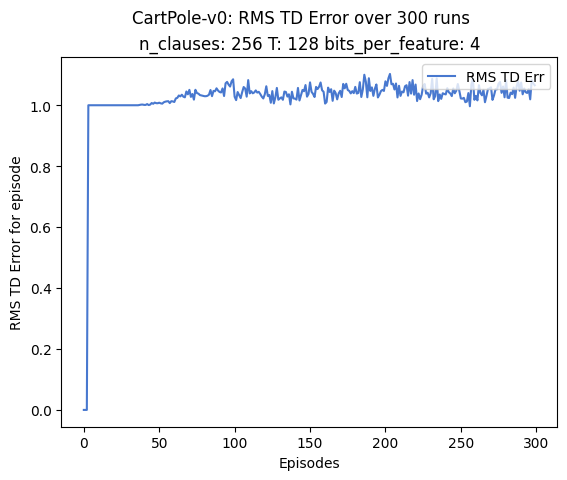 CartPole-v0: RMS TD Error over 300 runs
n_clauses: 256 T: 128 bits_per_feature: 4
RMS TD Err
RMS TD Error for episode
1.0
0.8
0.6
0.4
0.2
0.0
0
50
100
150
200
250
300
Episodes